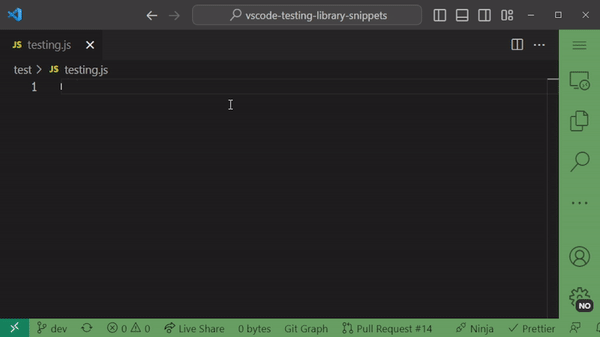 vscode-testing-library-snippets
JS testing.js
test > JS testing.js
1
NO
dev 0 0 Live Share 0 bytes Git Graph Pull Request #14 Ninja Prettier